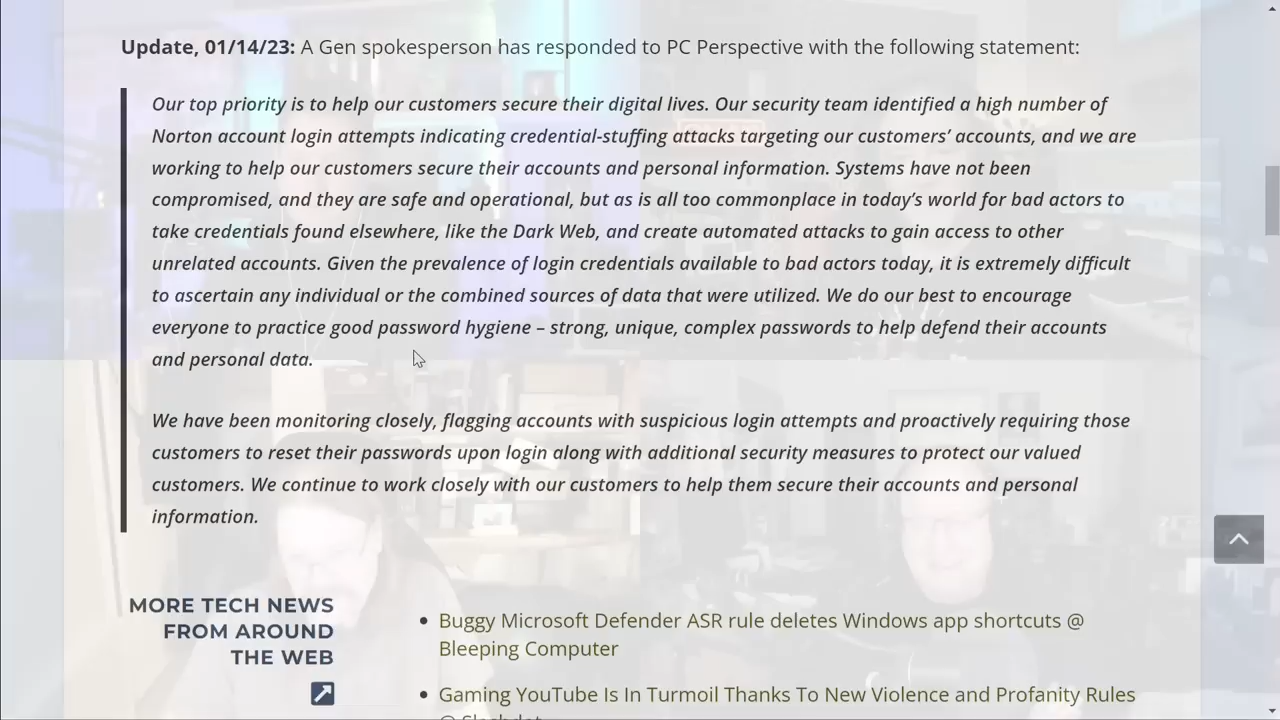 Update, 01/14/23: A Gen spokesperson has responded to PC Perspective with the following statement:
Our top priority is to help our customers secure their digital lives. Our security team identified a high number of
Norton account login attempts indicating credential-stuffing attacks targeting our customers’ accounts, and we are
working to help our customers secure their accounts and personal information. Systems have not been
compromised, and they are safe and operational, but as is all too commonplace in today’s world for bad actors to
take credentials found elsewhere, like the Dark Web, and create automated attacks to gain access to other
unrelated accounts. Given the prevalence of login credentials available to bad actors today, it is extremely difficult
to ascertain any individual or the combined sources of data that were utilized. We do our best to encourage
everyone to practice good password hygiene – strong, unique, complex passwords to help defend their accounts
and personal data.
We have been monitoring closely, flagging accounts with suspicious login attempts and proactively requiring those
customers to reset their passwords upon login along with additional security measures to protect our valued
customers. We continue to work closely with our customers to help them secure their accounts and personal
information.
MORE TECH NEWS
FROM AROUND
THE WEB
Buggy Microsoft Defender ASR rule deletes Windows app shortcuts @
Bleeping Computer
Gaming YouTube Is In Turmoil Thanks To New Violence and Profanity Rules
@ Slashdot